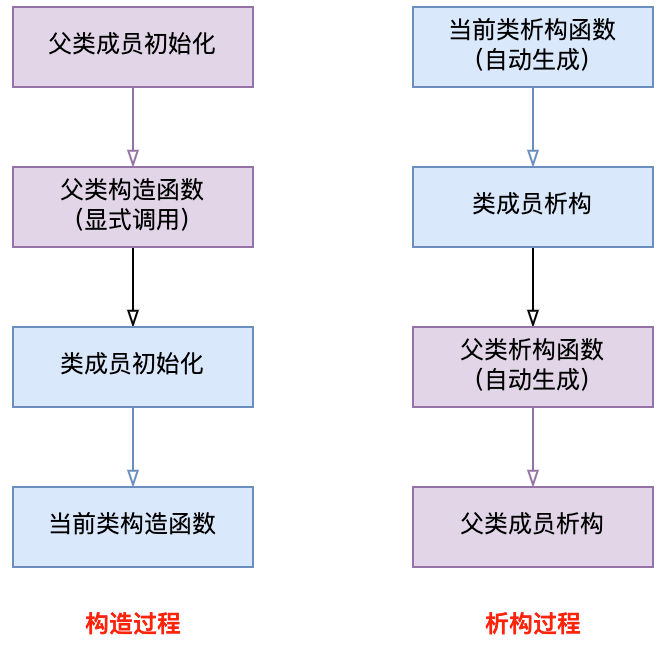 父类成员初始化
父类构造函数
(显式调用)
类成员初始化
当前类构造函数
构造过程
当前类析构函数
(自动生成)
类成员析构
父类析构函数
(自动生成)
父类成员析构
析构过程